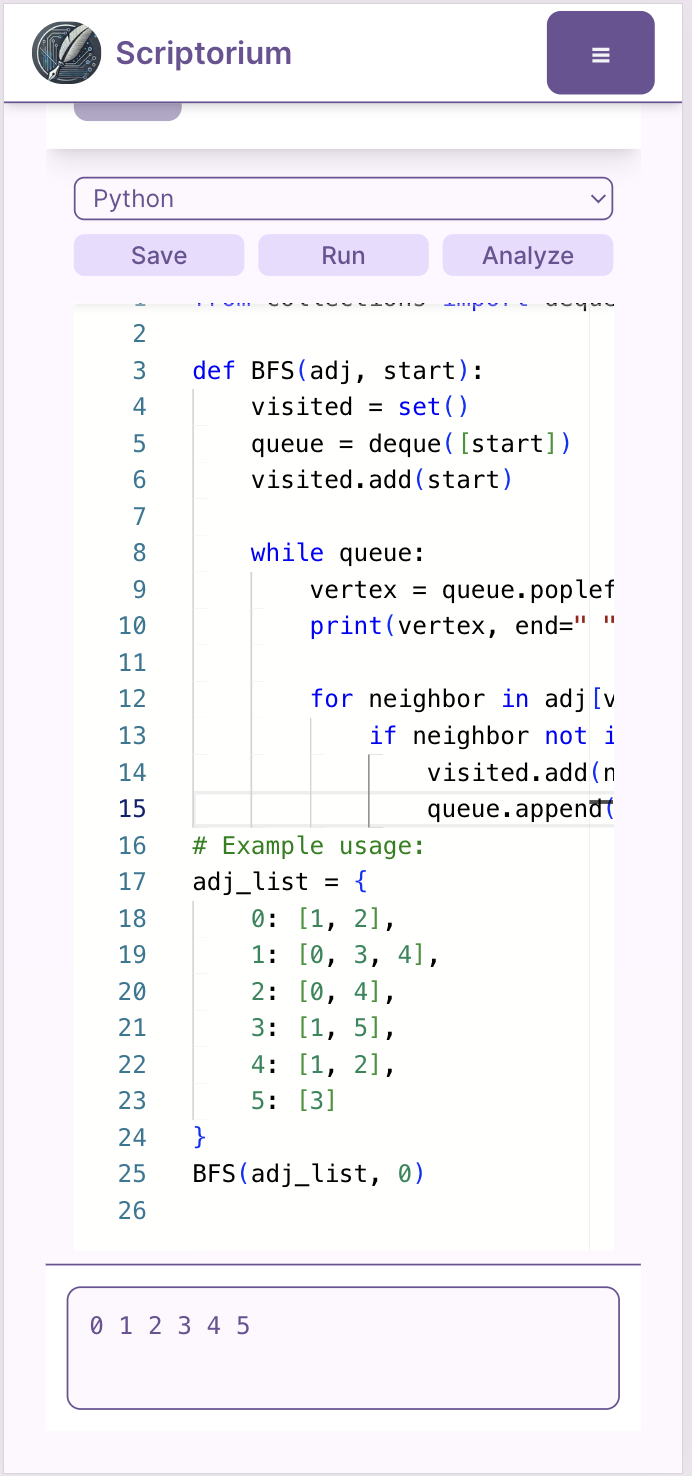 Scriptorium
Python
Save Run Analyze
1 from collections import deque
2
3 def BFS(adj, start):
4 visited = set()
5 queue = deque([start])
6 visited.add(start)
7
8 while queue:
9 vertex = queue.poplef
10 print(vertex, end=" "
11
12 for neighbor in adj[v
13 if neighbor not i
14 visited.add(n
15 queue.append(
16 # Example usage:
17 adj_list = {
18 0: [1, 2],
19 1: [0, 3, 4],
20 2: [0, 4],
21 3: [1, 5],
22 4: [1, 2],
23 5: [3]
24 }
25 BFS(adj_list, 0)
26
0 1 2 3 4 5